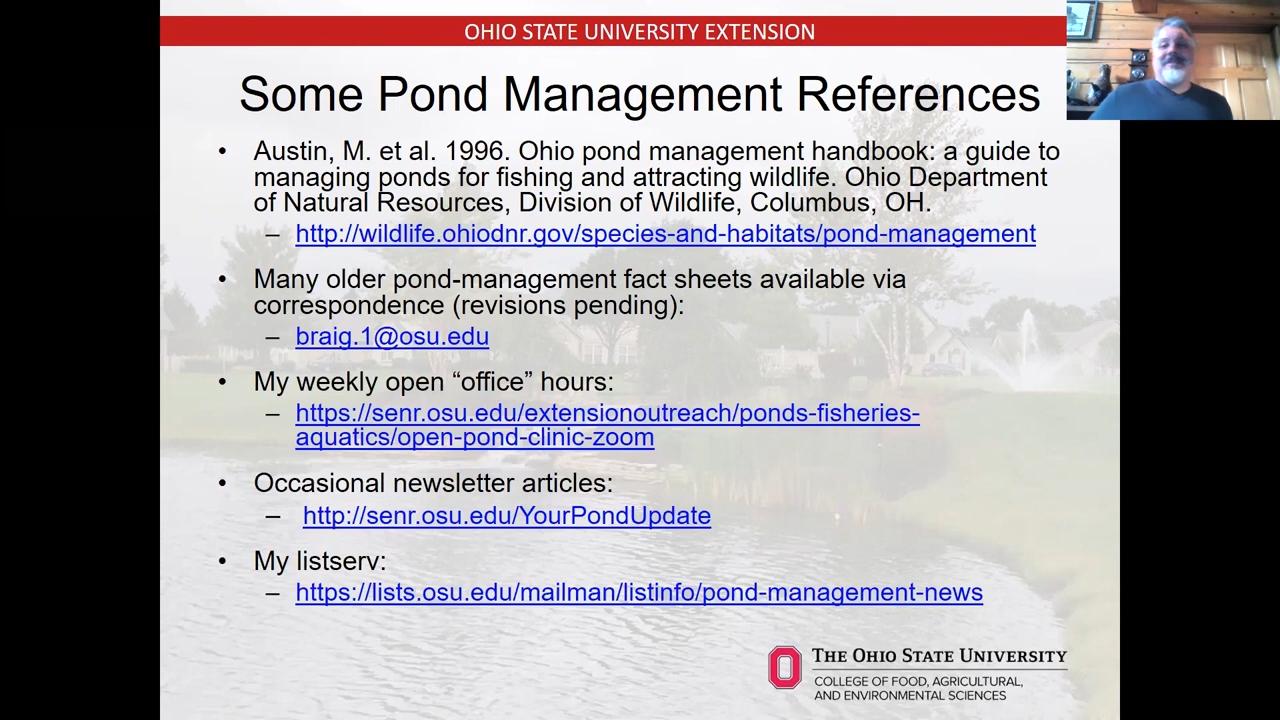 OHIO STATE UNIVERSITY EXTENSION
Some Pond Management References
• Austin, M. et al. 1996. Ohio pond management handbook: a guide to
managing ponds for fishing and attracting wildlife. Ohio Department
of Natural Resources, Division of Wildlife, Columbus, OH.
– http://wildlife.ohiodnr.gov/species-and-habitats/pond-management
• Many older pond-management fact sheets available via
correspondence (revisions pending):
– braig.1@osu.edu
• My weekly open “office” hours:
– https://senr.osu.edu/extensionoutreach/ponds-fisheries-
aquatics/open-pond-clinic-zoom
• Occasional newsletter articles:
– http://senr.osu.edu/YourPondUpdate
• My listserv:
– https://lists.osu.edu/mailman/listinfo/pond-management-news
THE OHIO STATE UNIVERSITY
COLLEGE OF FOOD, AGRICULTURAL,
AND ENVIRONMENTAL SCIENCES